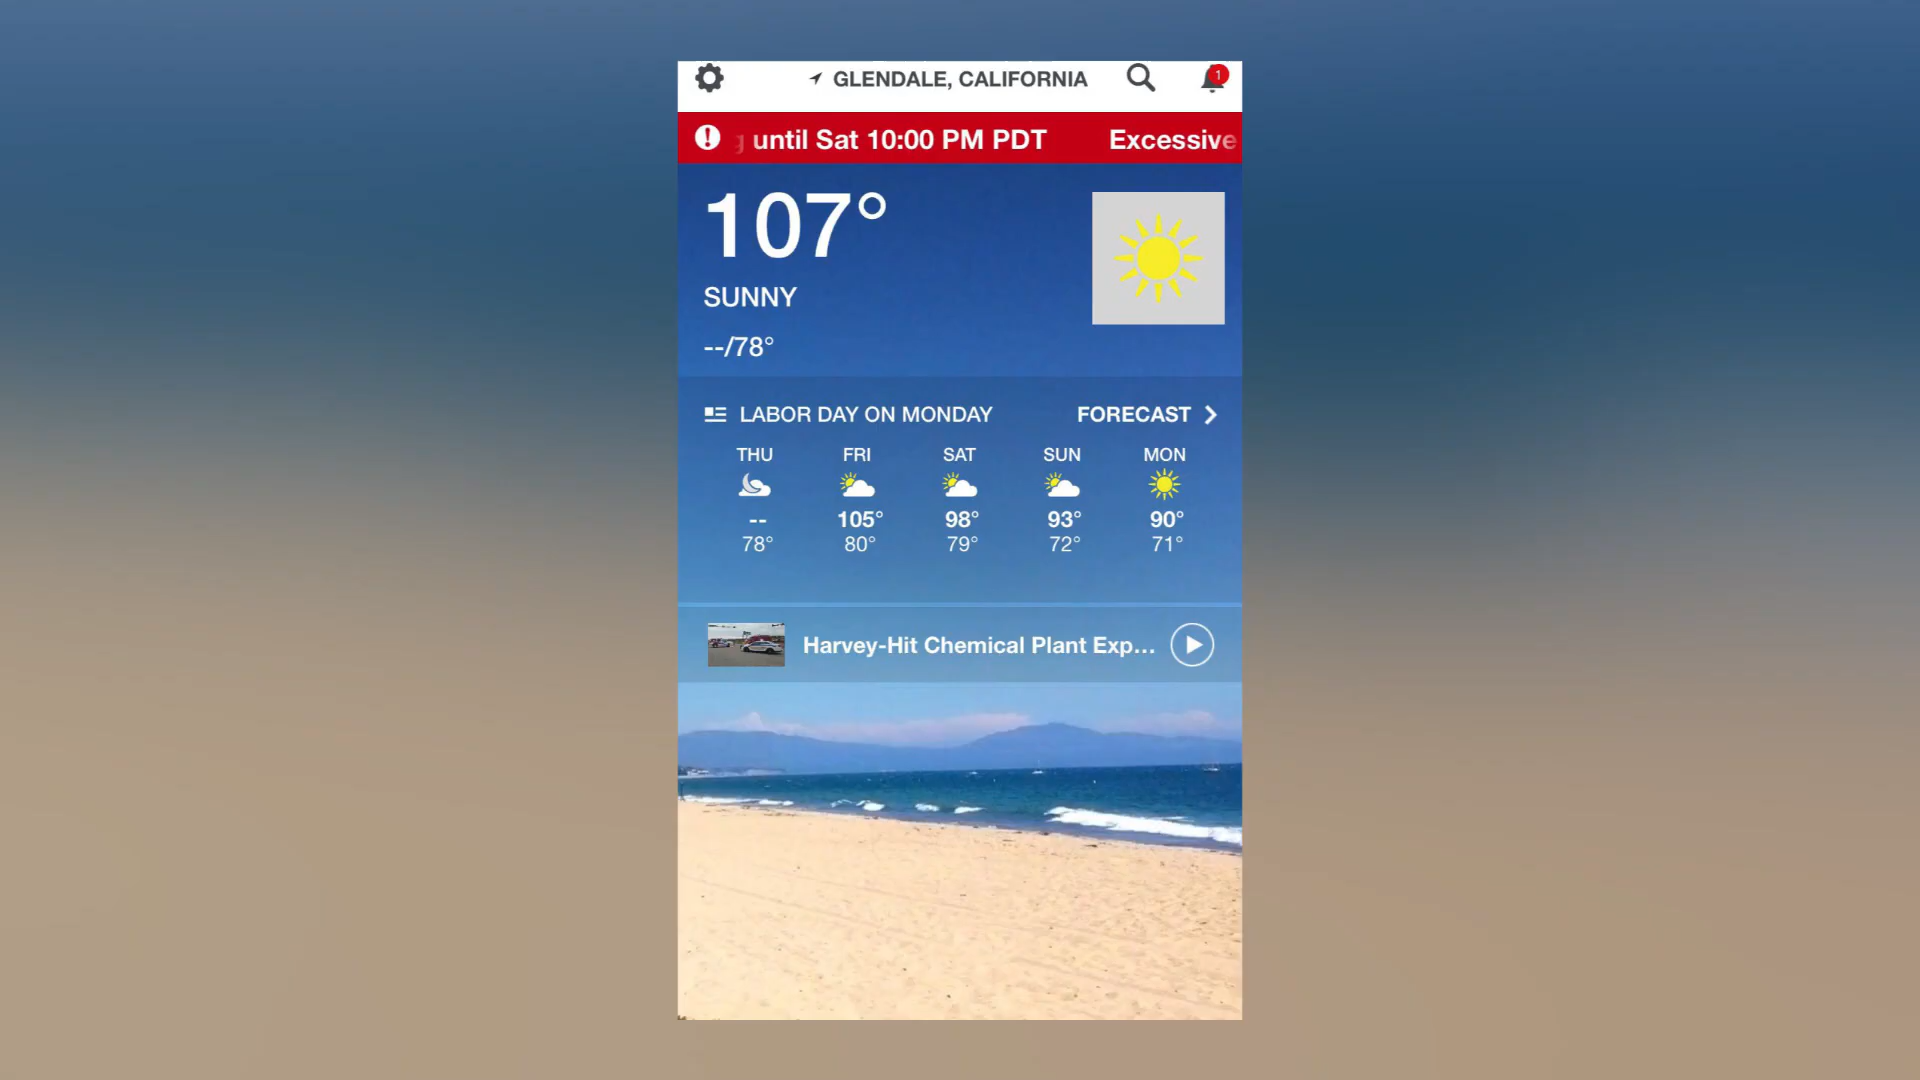 GLENDALE, CALIFORNIA
1
until Sat 10:00 PM PDT Excessive
107°
SUNNY
--/78°
LABOR DAY ON MONDAY FORECAST
THU FRI SAT SUN MON
-- 105° 98° 93° 90°
78° 80° 79° 72° 71°
Harvey-Hit Chemical Plant Exp...